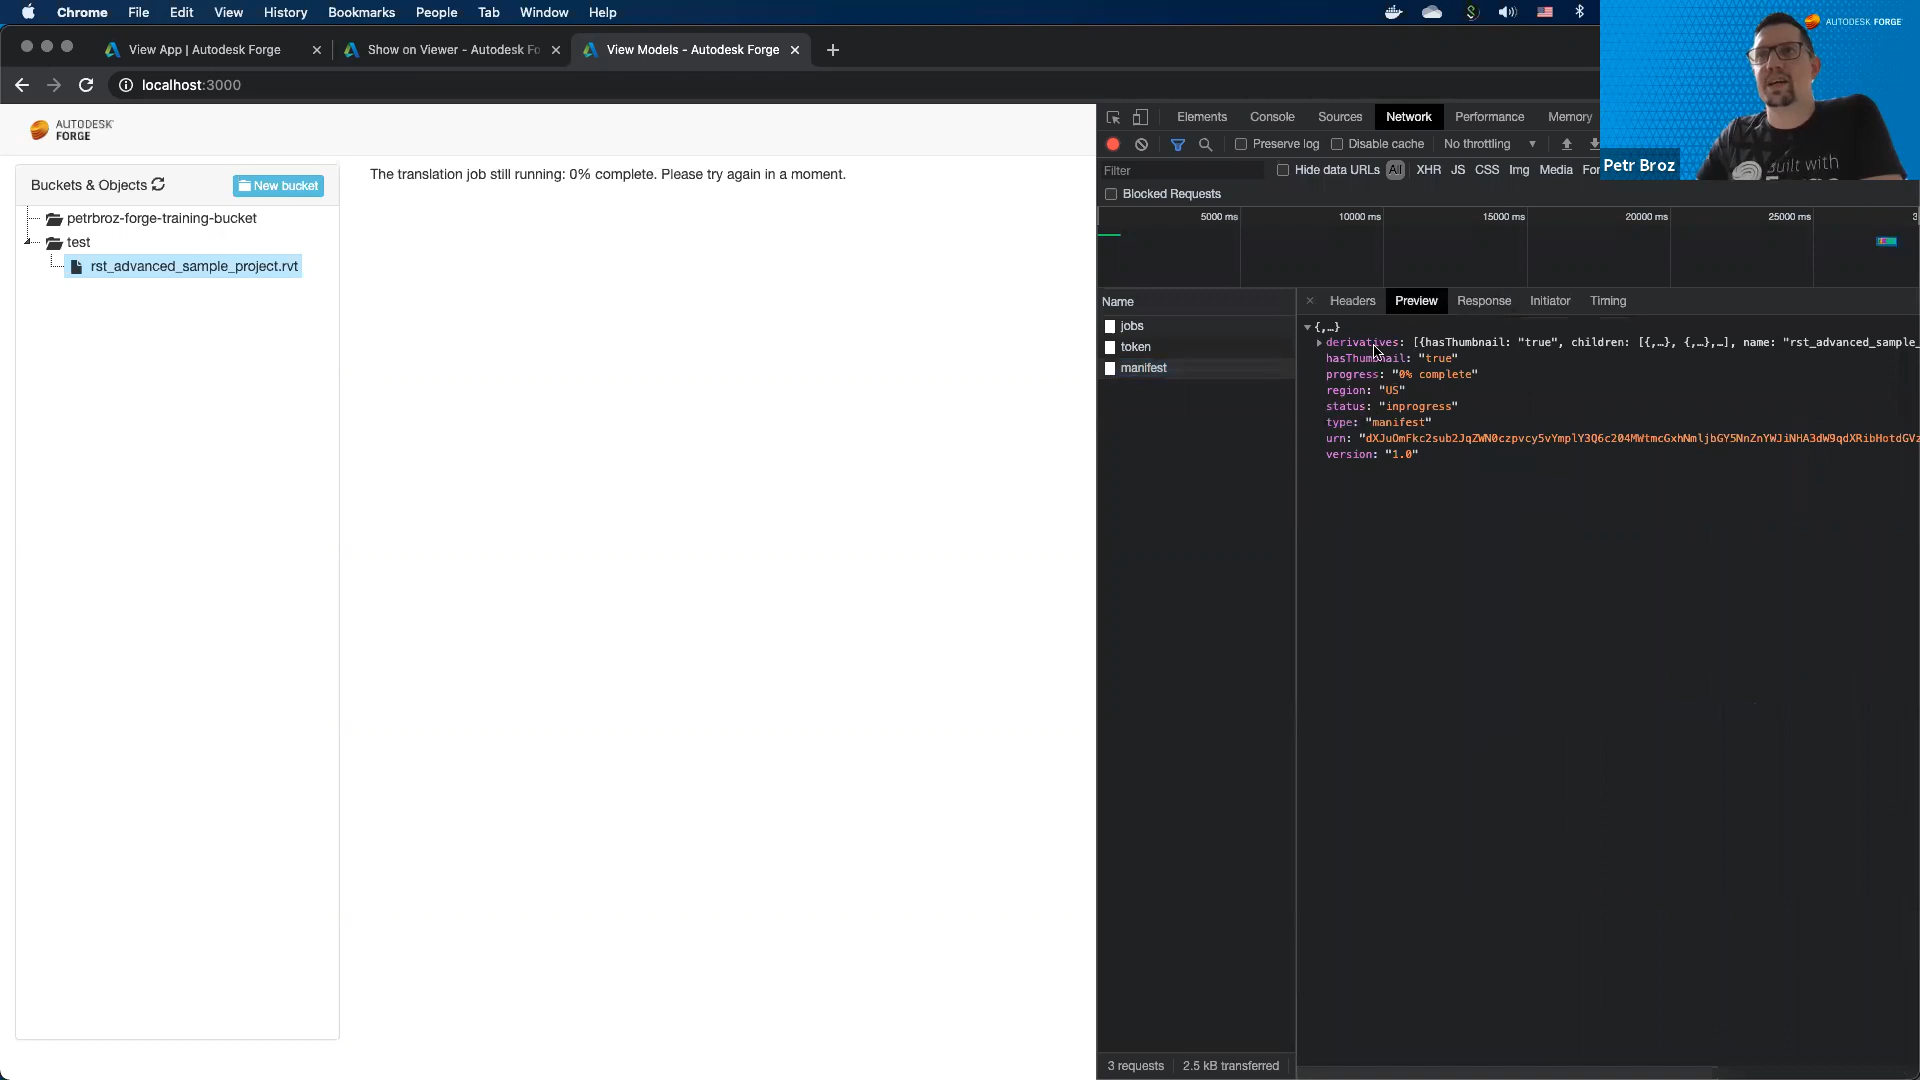 Chrome File Edit View History Bookmarks People Tab Window Help
View App | Autodesk Forge
Show on Viewer - Autodesk Fo
View Models - Autodesk Forge
localhost:3000
AUTODESK FORGE
Petr Broz
Built with
AUTODESK
FORGE
Buckets & Objects
New bucket
petrbroz-forge-training-bucket
test
rst_advanced_sample_project.rvt
The translation job still running: 0% complete. Please try again in a moment.
Elements Console Sources Network Performance Memory
Preserve log Disable cache No throttling
Filter Hide data URLs All XHR JS CSS Img Media For
Blocked Requests
5000 ms 10000 ms 15000 ms 20000 ms 25000 ms 3
Name
jobs
token
manifest
Headers Preview Response Initiator Timing
{,…}
derivatives: [{hasThumbnail: "true", children: [{,…}, {,…},…], name: "rst_advanced_sample_
hasThumbnail: "true"
progress: "0% complete"
region: "US"
status: "inprogress"
type: "manifest"
urn:
version: "1.0"
3 requests 2.5 kB transferred